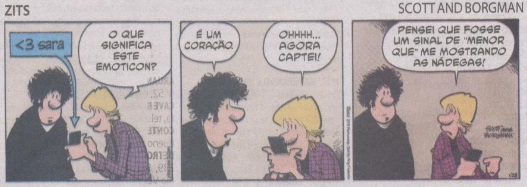 ZITS
SCOTT AND BORGMAN
<3 sara
O QUE
SIGNIFICA
ESTE
EMOTICON?
É UM
CORAÇÃO.
OHHHH...
AGORA
CAPTEI!
PENSEI QUE FOSSE
UM SINAL DE "MENOR
QUE" ME MOSTRANDO
AS NÁDEGAS!